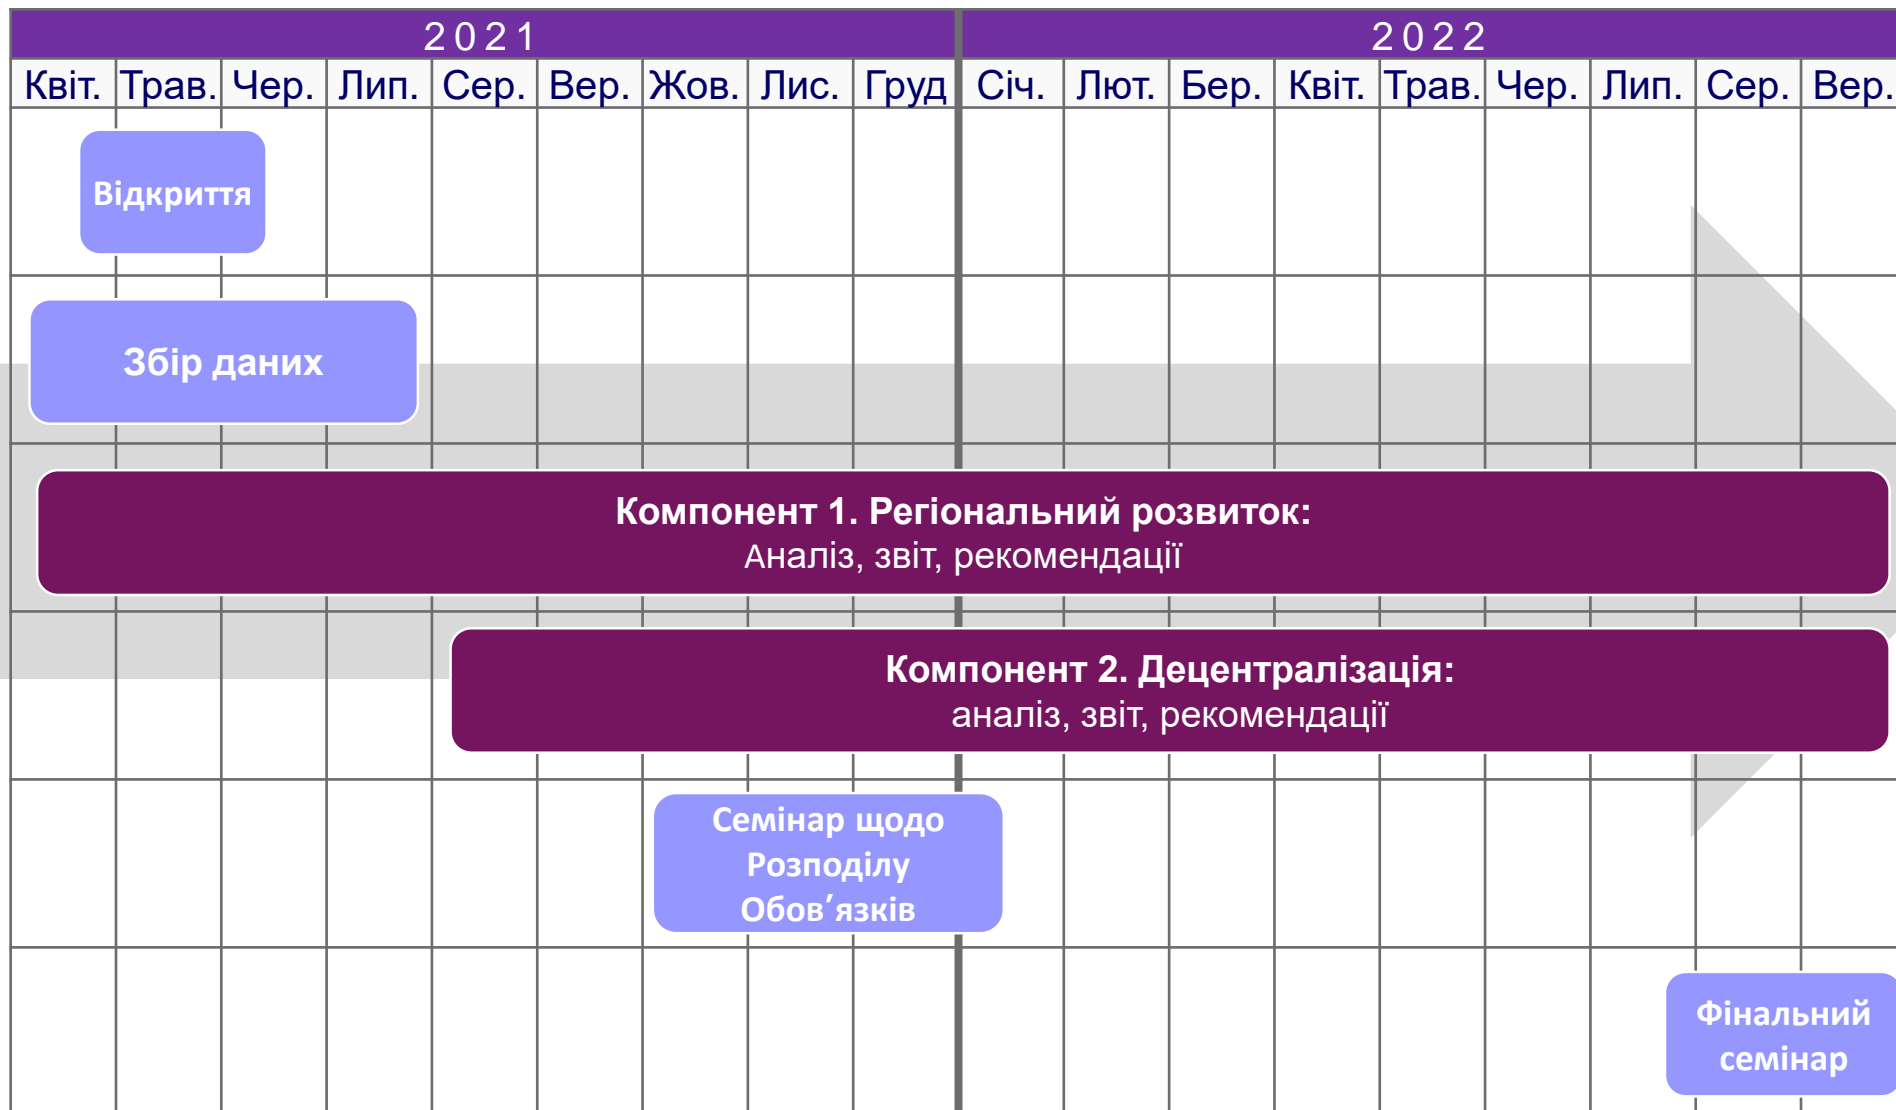 2021 2022
Квіт. Трав. Чер. Лип. Сер. Вер. Жов. Лис. Груд Січ. Лют. Бер. Квіт. Трав. Чер. Лип. Сер. Вер.
Відкриття
Збір даних
Компонент 1. Регіональний розвиток:
Аналіз, звіт, рекомендації
Компонент 2. Децентралізація:
аналіз, звіт, рекомендації
Семінар щодо
Розподілу
Обов’язків
Фінальний
семінар